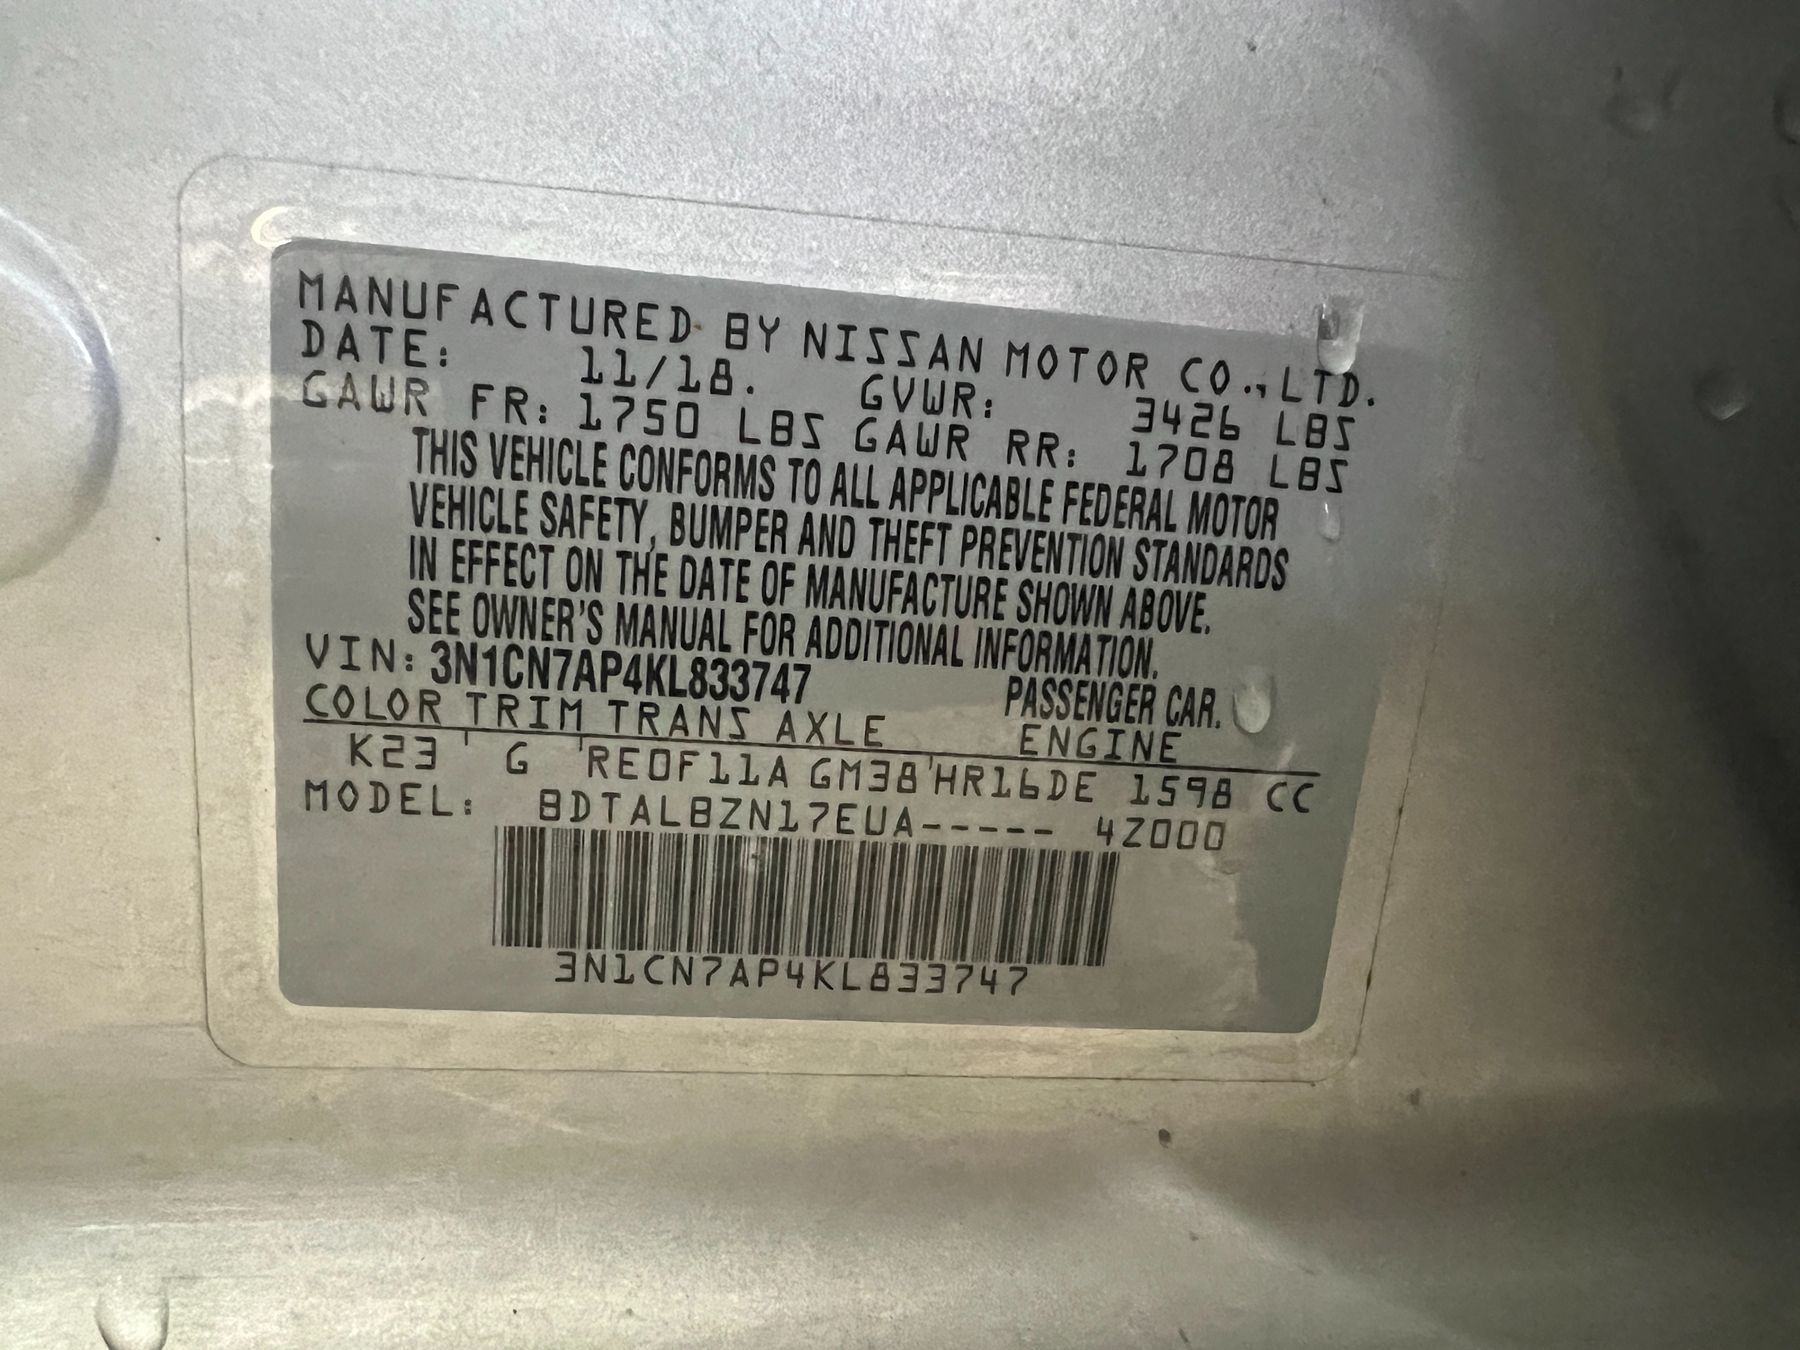 MANUFACTURED BY NISSAN MOTOR CO.,LTD.
DATE: 11/18. GVWR: 3426 LBS
GAWR FR: 1750 LBS GAWR RR: 1708 LBS
THIS VEHICLE CONFORMS TO ALL APPLICABLE FEDERAL MOTOR
VEHICLE SAFETY, BUMPER AND THEFT PREVENTION STANDARDS
IN EFFECT ON THE DATE OF MANUFACTURE SHOWN ABOVE.
SEE OWNER'S MANUAL FOR ADDITIONAL INFORMATION.
VIN: 3N1CN7AP4KL833747 PASSENGER CAR.
COLOR TRIM TRANS AXLE ENGINE
K23 G RE0F11A GM38 HR16DE 1598 CC
MODEL: BDTALBZN17EUA----- 4Z000
3N1CN7AP4KL833747